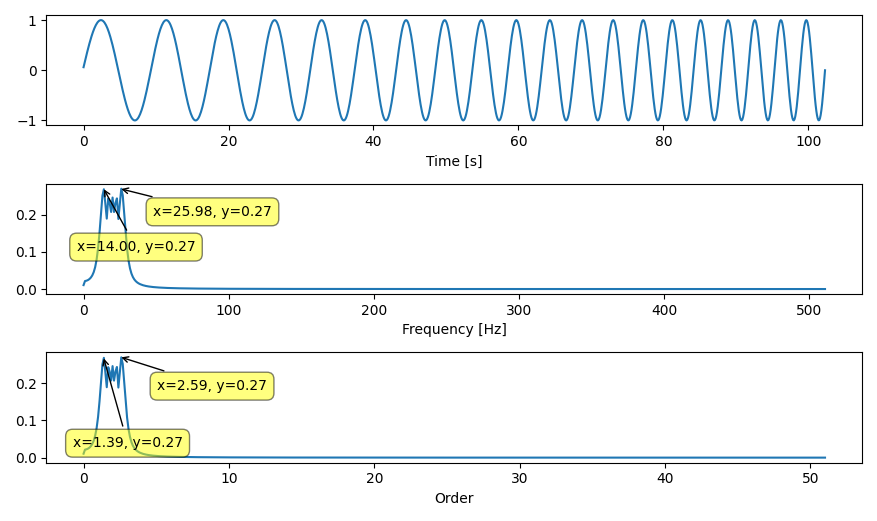 1
0
−1
0 20 40 60 80 100
Time [s]
0.2
0.1
0.0
x=25.98, y=0.27
x=14.00, y=0.27
0 100 200 300 400 500
Frequency [Hz]
0.2
0.1
0.0
x=2.59, y=0.27
x=1.39, y=0.27
0 10 20 30 40 50
Order